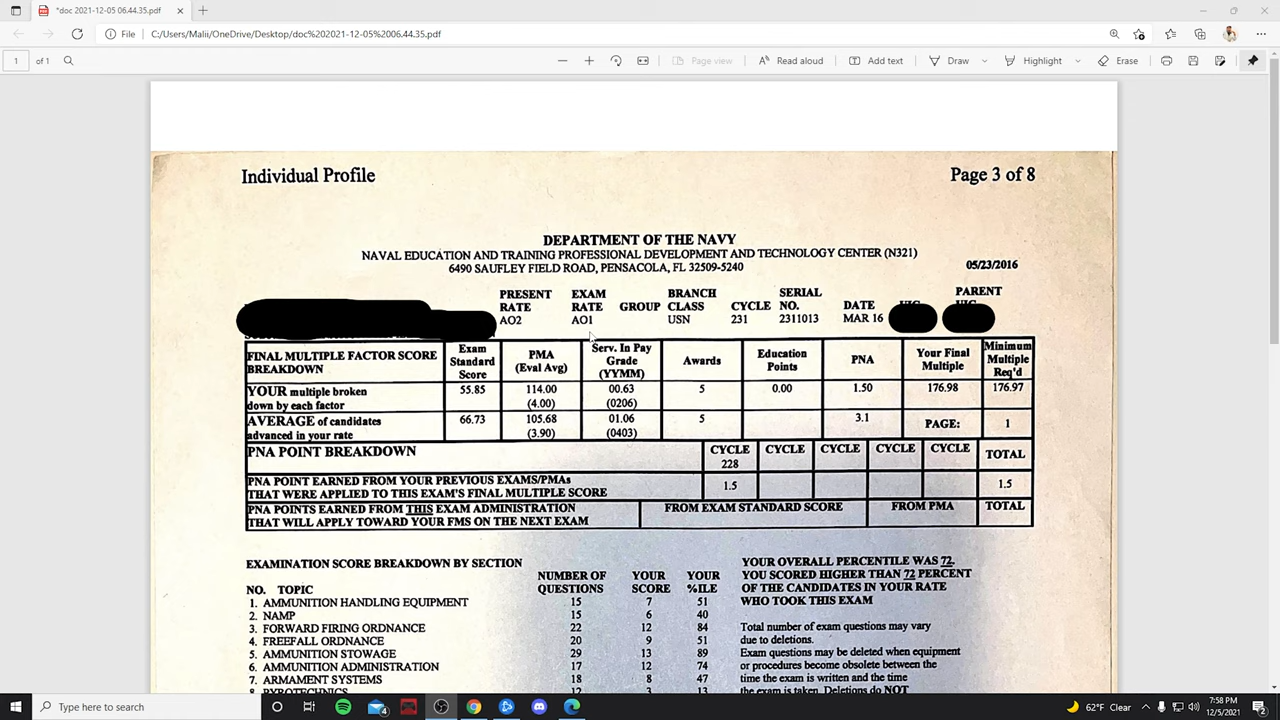 *doc 2021-12-05 06.44.35.pdf
File C:/Users/Malii/OneDrive/Desktop/doc%202021-12-05%2006.44.35.pdf
1 of 1 Page view Read aloud Add text Draw Highlight Erase
Individual Profile Page 3 of 8
DEPARTMENT OF THE NAVY
NAVAL EDUCATION AND TRAINING PROFESSIONAL DEVELOPMENT AND TECHNOLOGY CENTER (N321)
6490 SAUFLEY FIELD ROAD, PENSACOLA, FL 32509-5240
05/23/2016
PRESENT EXAM BRANCH SERIAL PARENT
RATE RATE GROUP CLASS CYCLE NO. DATE
AO2 AO1 USN 231 2311013 MAR 16
FINAL MULTIPLE FACTOR SCORE BREAKDOWN Exam Standard Score PMA (Eval Avg) Serv. In Pay Grade (YYMM) Awards Education Points PNA Your Final Multiple Minimum Multiple Req'd
YOUR multiple broken 55.85 114.00 00.63 5 0.00 1.50 176.98 176.97
down by each factor (4.00) (0206)
AVERAGE of candidates 66.73 105.68 01.06 5 3.1 PAGE: 1
advanced in your rate (3.90) (0403)
PNA POINT BREAKDOWN CYCLE CYCLE CYCLE CYCLE CYCLE TOTAL
228
PNA POINT EARNED FROM YOUR PREVIOUS EXAMS/PMAs
THAT WERE APPLIED TO THIS EXAM'S FINAL MULTIPLE SCORE 1.5 1.5
PNA POINTS EARNED FROM THIS EXAM ADMINISTRATION FROM EXAM STANDARD SCORE FROM PMA TOTAL
THAT WILL APPLY TOWARD YOUR FMS ON THE NEXT EXAM
EXAMINATION SCORE BREAKDOWN BY SECTION
NUMBER OF YOUR YOUR
NO. TOPIC QUESTIONS SCORE %ILE
1. AMMUNITION HANDLING EQUIPMENT 15 7 51
2. NAMP 15 6 40
3. FORWARD FIRING ORDNANCE 22 12 84
4. FREEFALL ORDNANCE 20 9 51
5. AMMUNITION STOWAGE 29 13 89
6. AMMUNITION ADMINISTRATION 17 12 74
7. ARMAMENT SYSTEMS 18 8 47
8. PYROTECHNICS 12 3 13
YOUR OVERALL PERCENTILE WAS 72.
YOU SCORED HIGHER THAN 72 PERCENT
OF THE CANDIDATES IN YOUR RATE
WHO TOOK THIS EXAM
Total number of exam questions may vary
due to deletions.
Exam questions may be deleted when equipment
or procedures become obsolete between the
time the exam is written and the time
the exam is taken. Deletions do NOT
Type here to search
4
62°F Clear
7:58 PM
12/5/2021
2